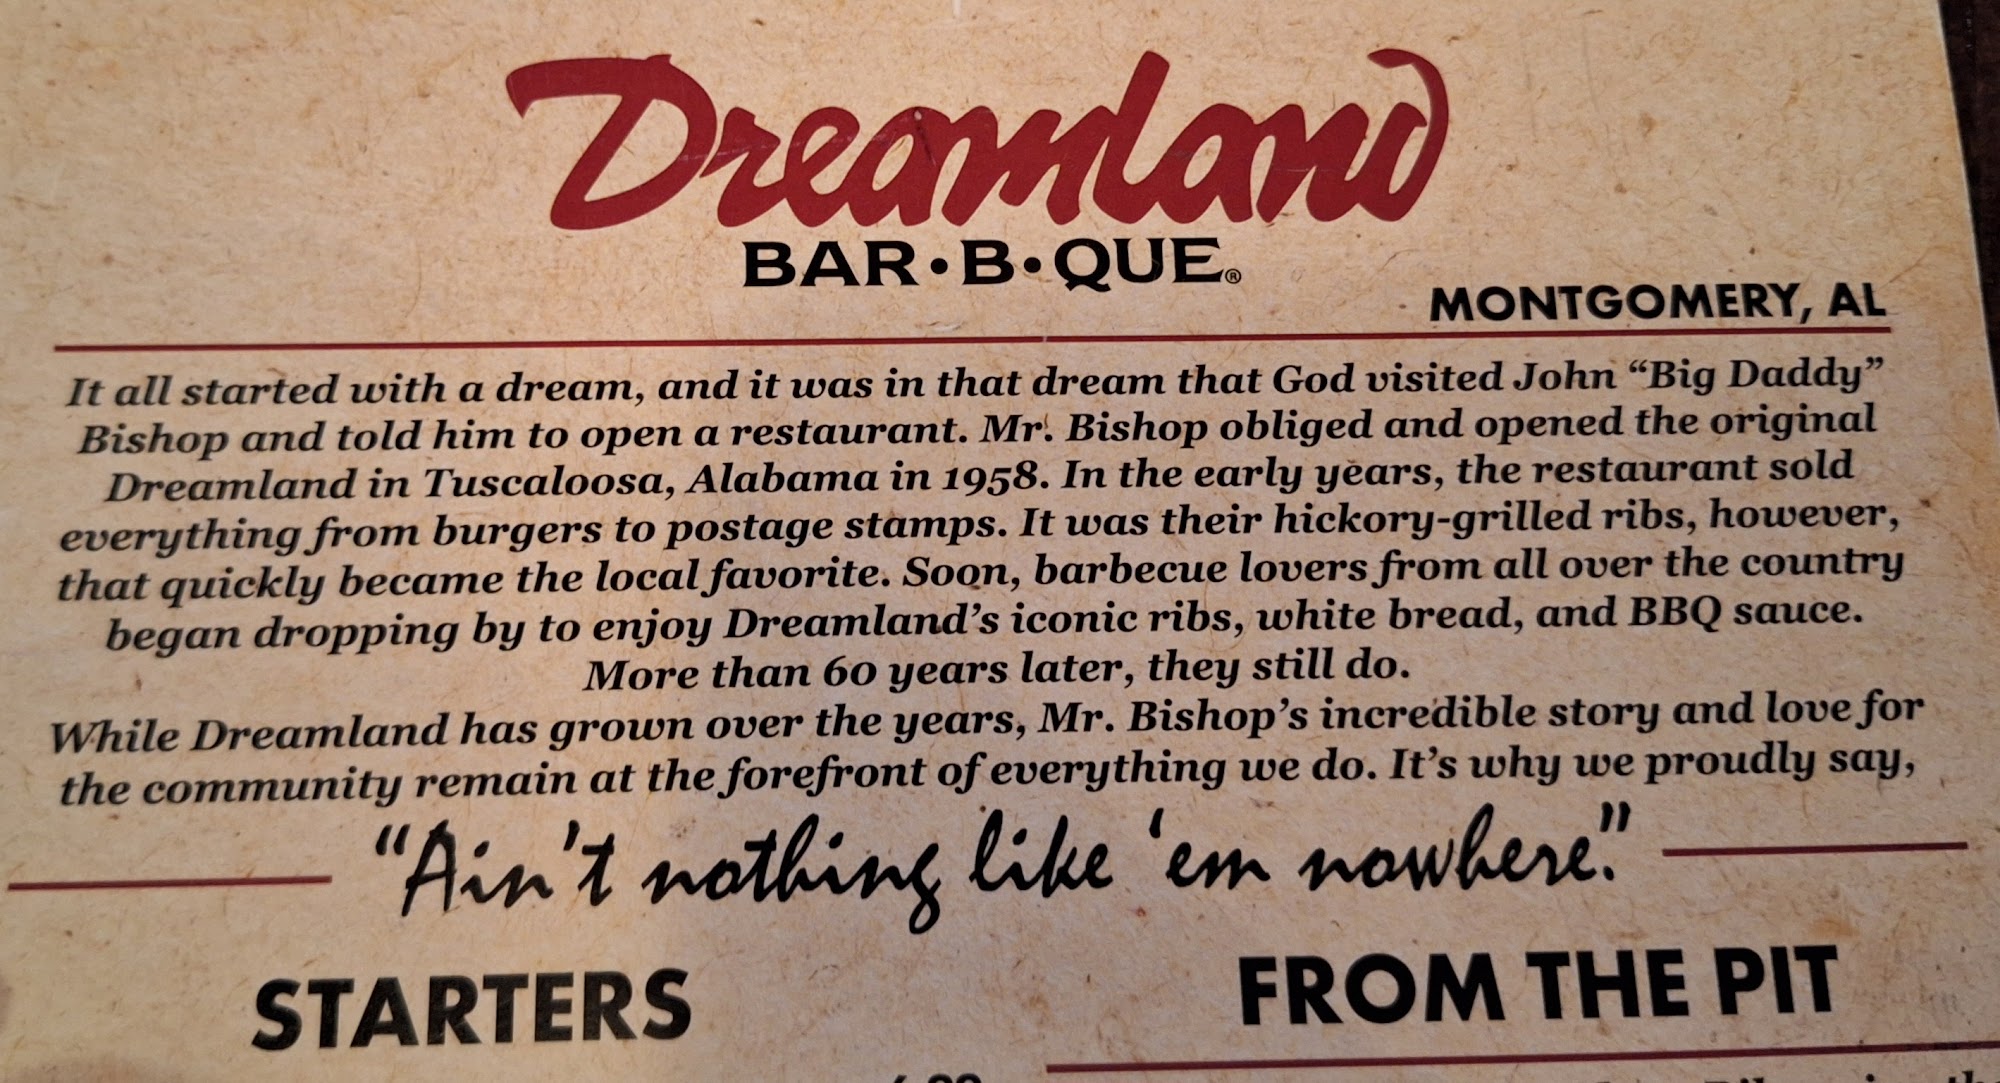 Dreamland
BAR•B•QUE®
MONTGOMERY, AL
It all started with a dream, and it was in that dream that God visited John “Big Daddy”
Bishop and told him to open a restaurant. Mr. Bishop obliged and opened the original
Dreamland in Tuscaloosa, Alabama in 1958. In the early years, the restaurant sold
everything from burgers to postage stamps. It was their hickory-grilled ribs, however,
that quickly became the local favorite. Soon, barbecue lovers from all over the country
began dropping by to enjoy Dreamland’s iconic ribs, white bread, and BBQ sauce.
More than 60 years later, they still do.
While Dreamland has grown over the years, Mr. Bishop’s incredible story and love for
the community remain at the forefront of everything we do. It’s why we proudly say,
“Ain’t nothing like ‘em nowhere.”
STARTERS
FROM THE PIT